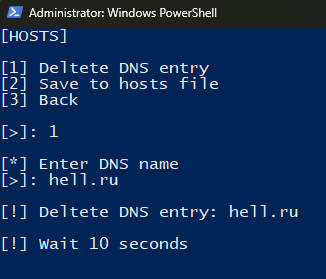 Administrator: Windows PowerShell
[HOSTS]
[1] Deltete DNS entry
[2] Save to hosts file
[3] Back
[>]: 1
[*] Enter DNS name
[>]: hell.ru
[!] Deltete DNS entry: hell.ru
[!] Wait 10 seconds